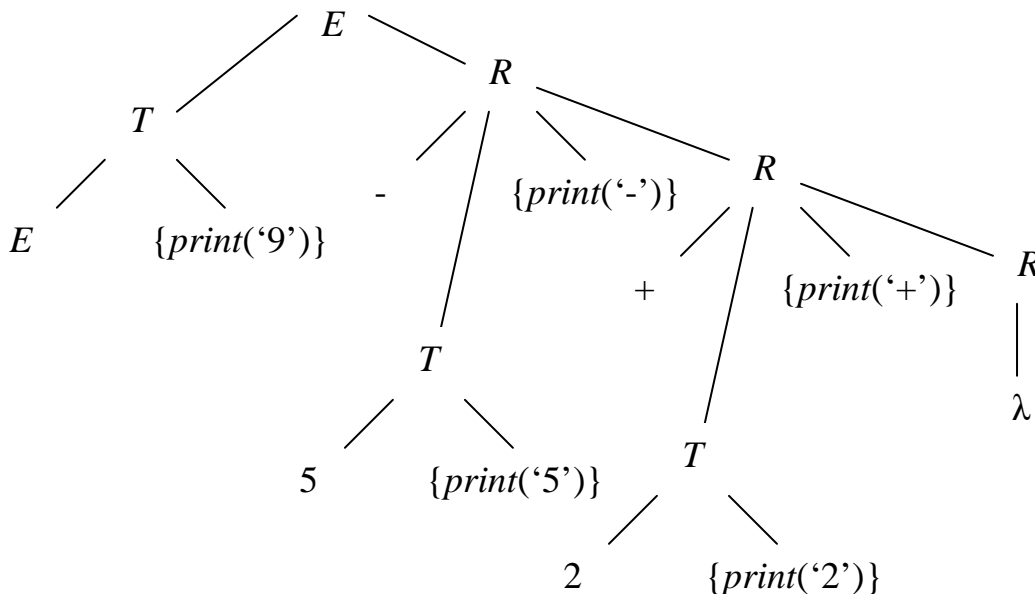 E
R
T
R
-
{print(‘-’)}
E
{print(‘9’)}
R
+
{print(‘+’)}
T
λ
T
5
{print(‘5’)}
2
{print(‘2’)}